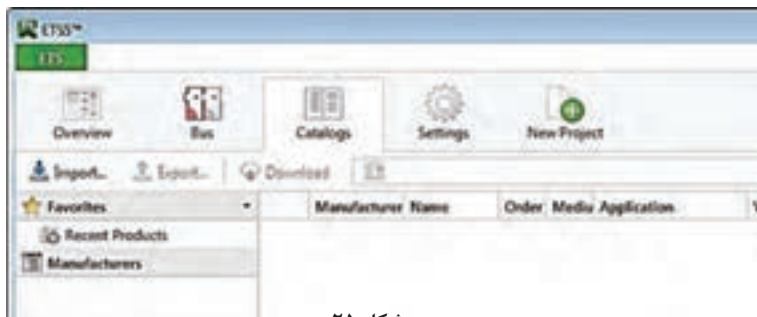 ETS5™
ETS
Overview Bus Catalogs Settings New Project
Import... Export... Download
Favorites Manufacturer Name Order Mediu Application V
Recent Products
Manufacturers